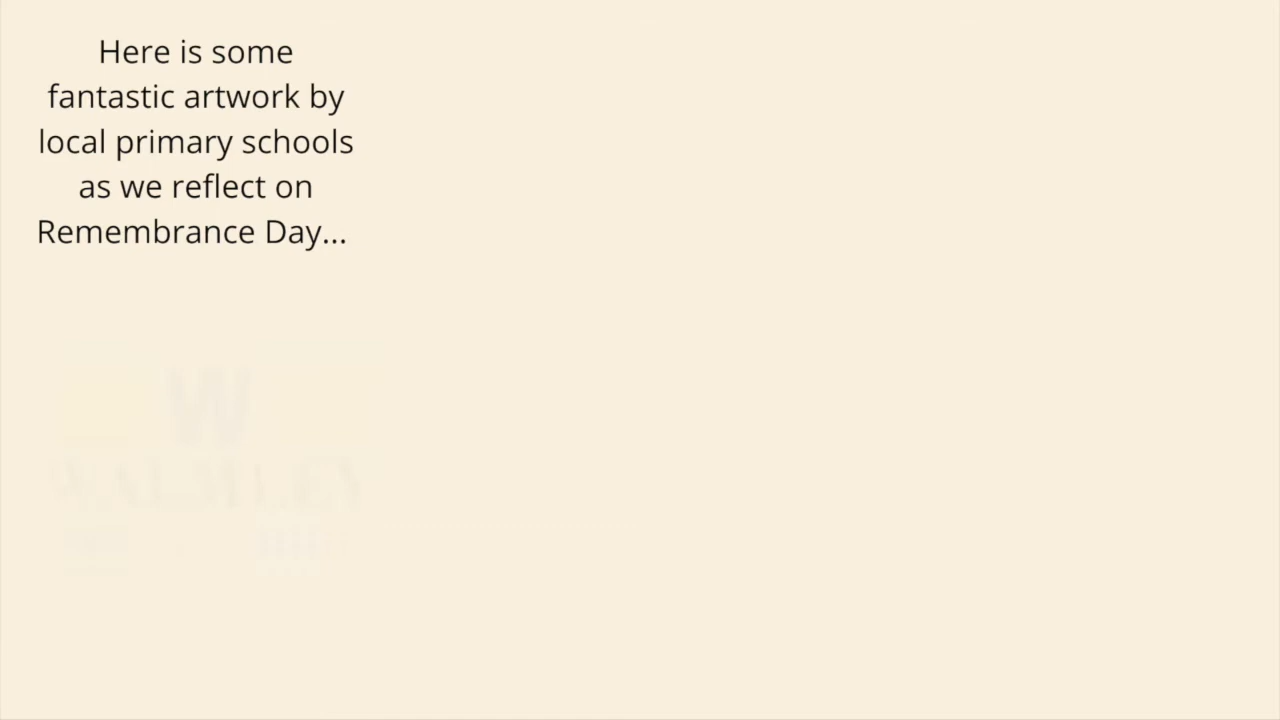 Here is some
fantastic artwork by
local primary schools
as we reflect on
Remembrance Day...
W